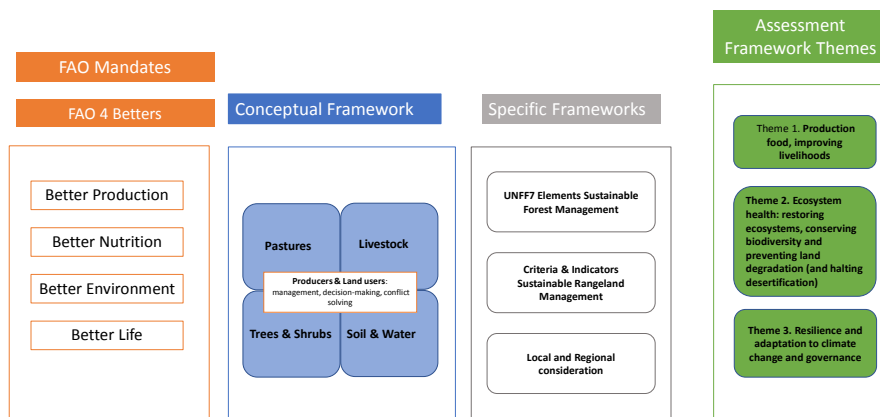 FAO Mandates
FAO 4 Betters
Better Production
Better Nutrition
Better Environment
Better Life
Conceptual Framework
Pastures
Livestock
Producers & Land users:
management, decision-making, conflict
solving
Trees & Shrubs
Soil & Water
Specific Frameworks
UNFF7 Elements Sustainable
Forest Management
Criteria & Indicators
Sustainable Rangeland
Management
Local and Regional
consideration
Assessment
Framework Themes
Theme 1. Production
food, improving
livelihoods
Theme 2. Ecosystem
health: restoring
ecosystems, conserving
biodiversity and
preventing land
degradation (and halting
desertification)
Theme 3. Resilience and
adaptation to climate
change and governance